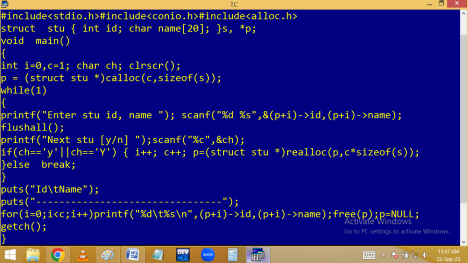 TC
#include<stdio.h>#include<conio.h>#include<alloc.h>
struct  stu { int id; char name[20]; }s, *p;
void  main()
{
int i=0,c=1; char ch; clrscr();
p = (struct stu *)calloc(c,sizeof(s));
while(1)
{
printf("Enter stu id, name "); scanf("%d %s",&(p+i)->id,(p+i)->name);
flushall();
printf("Next stu [y/n] ");scanf("%c",&ch);
if(ch=='y'||ch=='Y') { i++; c++; p=(struct stu *)realloc(p,c*sizeof(s));
}else  break;
}
puts("Id\tName");
puts("--------------------------------");
for(i=0;i<c;i++)printf("%d\t%s\n",(p+i)->id,(p+i)->name);free(p);p=NULL;
getch();
}
Activate Windows
Go to PC settings to activate Windows.
11:47 AM
22-Sep-23